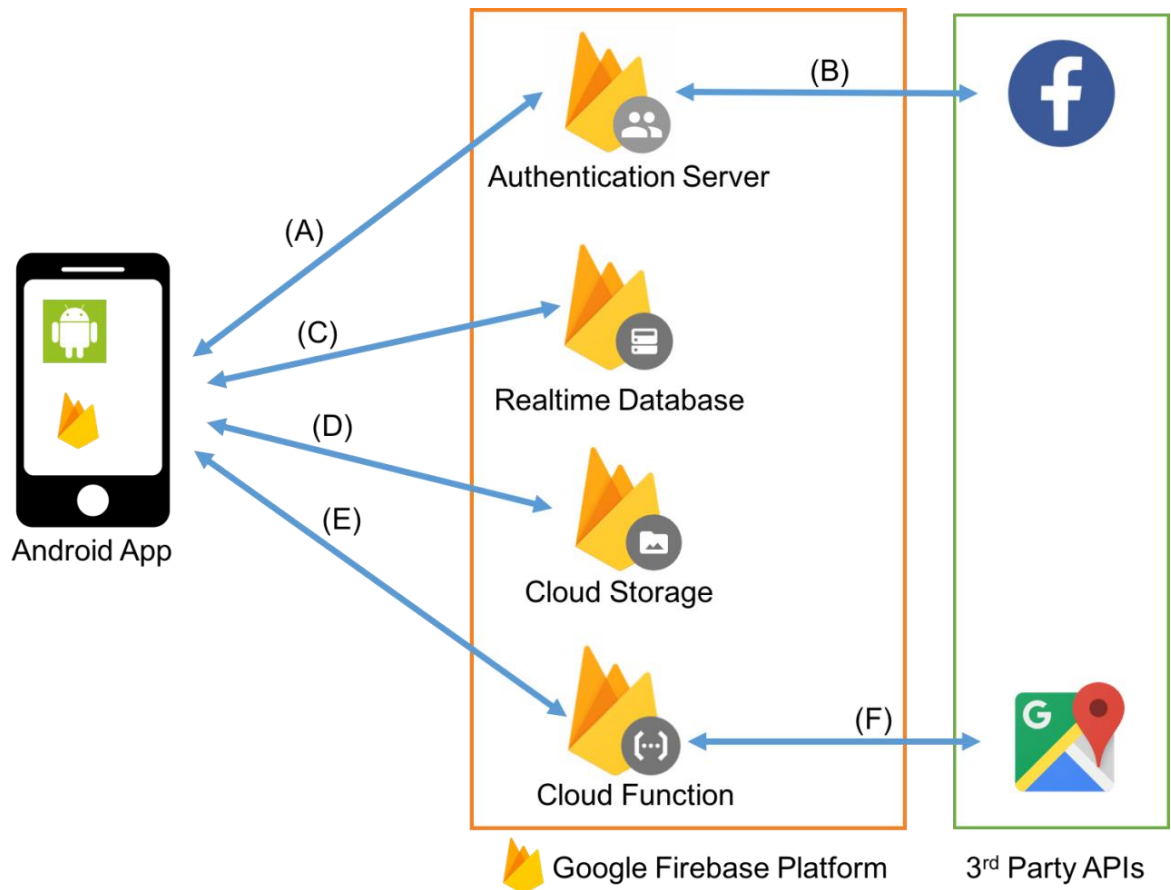 (B)
Authentication Server
(A)
(C)
Realtime Database
(D)
Cloud Storage
(E)
Android App
(F)
G
Cloud Function
Google Firebase Platform
3rd Party APIs